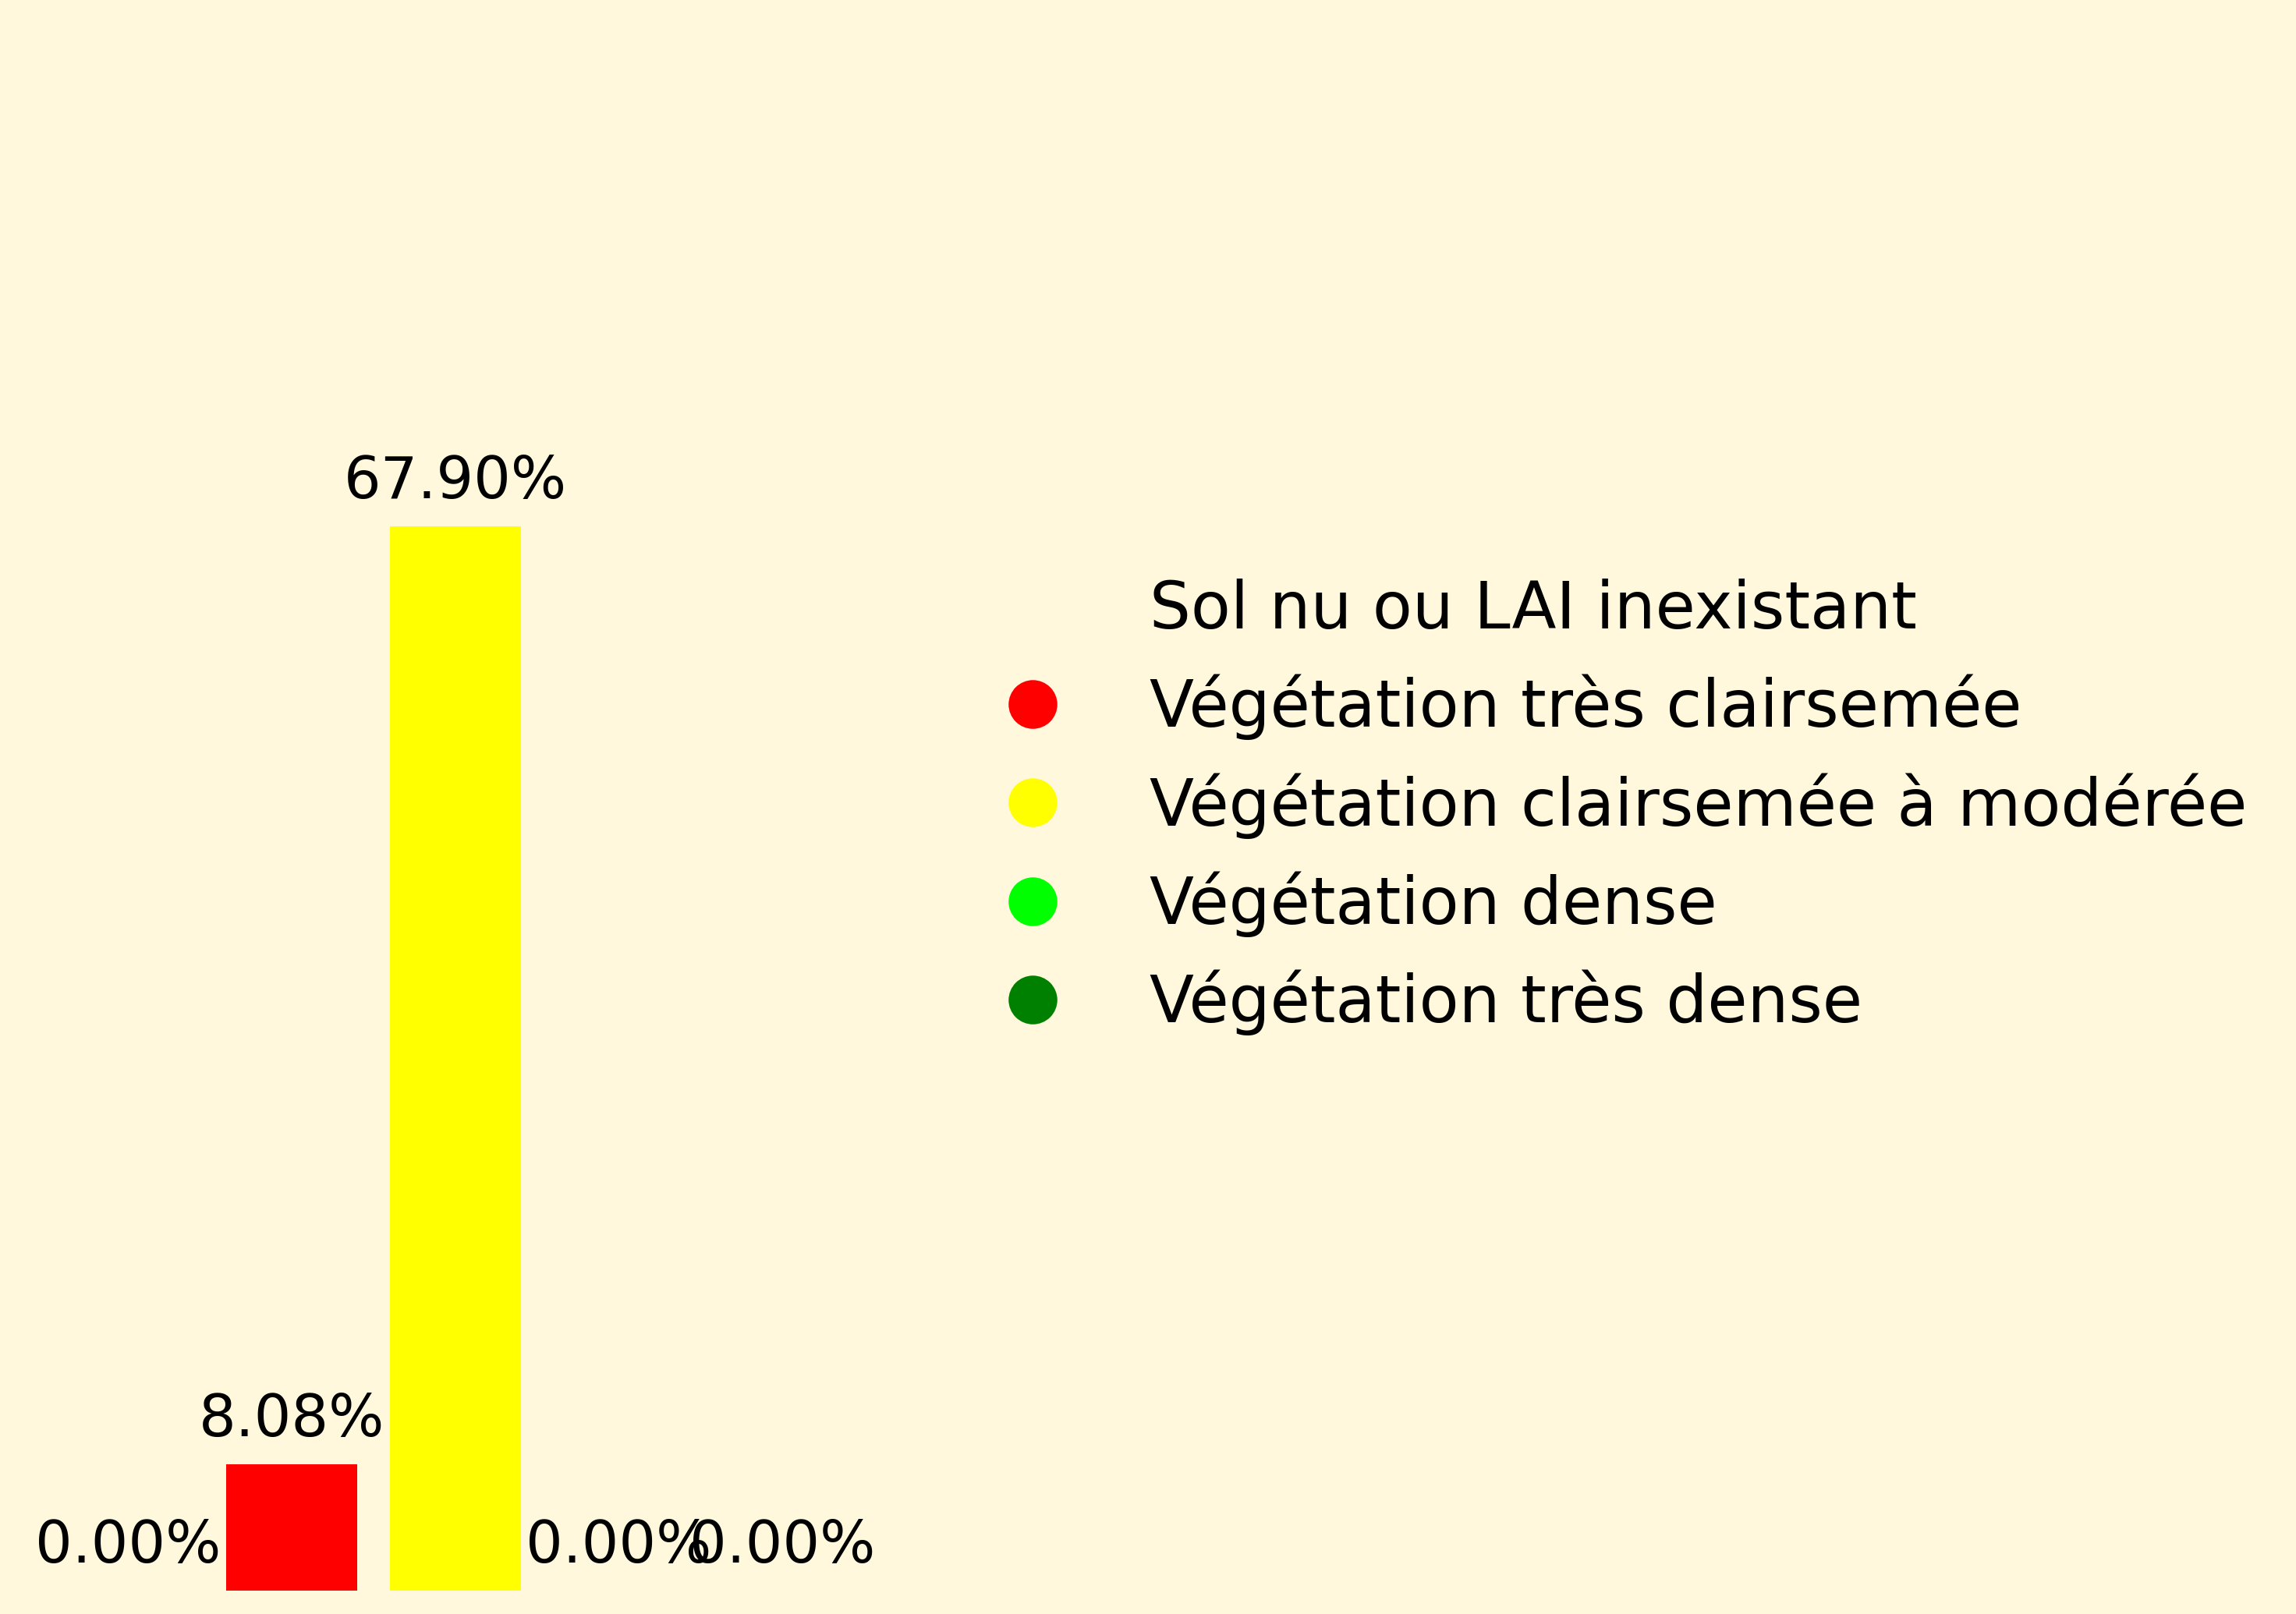 67.90%
Sol nu ou LAI inexistant
Végétation très clairsemée
Végétation clairsemée à modérée
Végétation dense
Végétation très dense
8.08%
0.00%
0.00%
0.00%